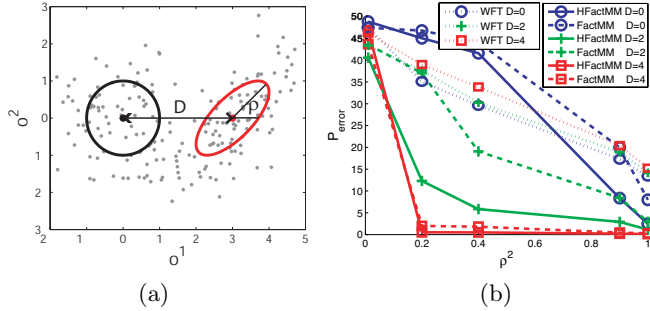 3
2
1
0
1
2
3
2 1 0 1 2 3 4 5
o2
o1
D
ρ
(a)
50
45
40
35
30
25
20
15
10
5
0
0 0.2 0.4 0.6 0.8 1
Perror
ρ2
WFT D=0
WFT D=2
WFT D=4
HFactMM D=0
FactMM D=0
HFactMM D=2
FactMM D=2
HFactMM D=4
FactMM D=4
(b)